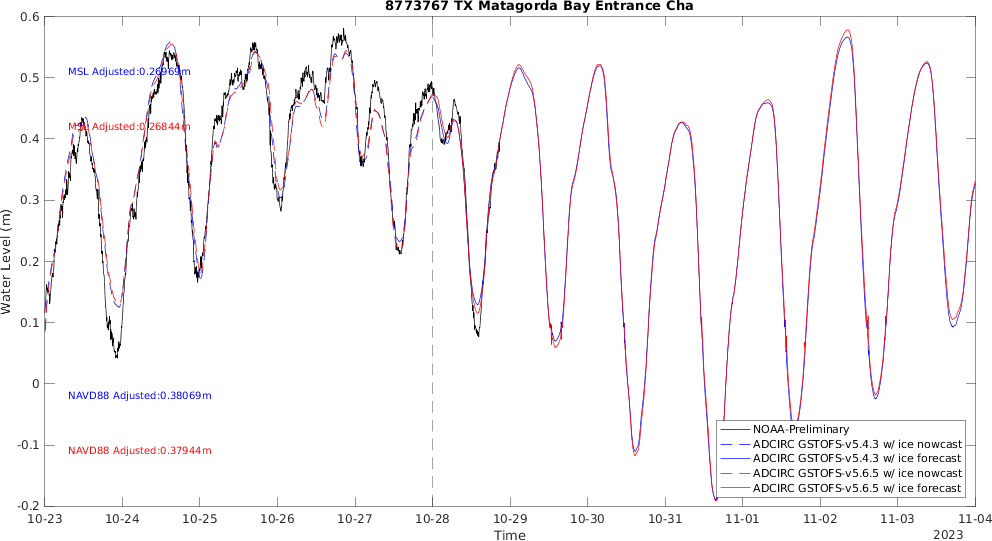 8773767 TX Matagorda Bay Entrance Cha
0.6
0.5
0.4
0.3
0.2
0.1
0
-0.1
-0.2
Water Level (m)
MSL Adjusted:0.26969m
MSL Adjusted:0.26844m
NAVD88 Adjusted:0.38069m
NAVD88 Adjusted:0.37944m
NOAA-Preliminary
ADCIRC GSTOFS-v5.4.3 w/ ice nowcast
ADCIRC GSTOFS-v5.4.3 w/ ice forecast
ADCIRC GSTOFS-v5.6.5 w/ ice nowcast
ADCIRC GSTOFS-v5.6.5 w/ ice forecast
10-23 10-24 10-25 10-26 10-27 10-28 10-29 10-30 10-31 11-01 11-02 11-03 11-04
Time
2023